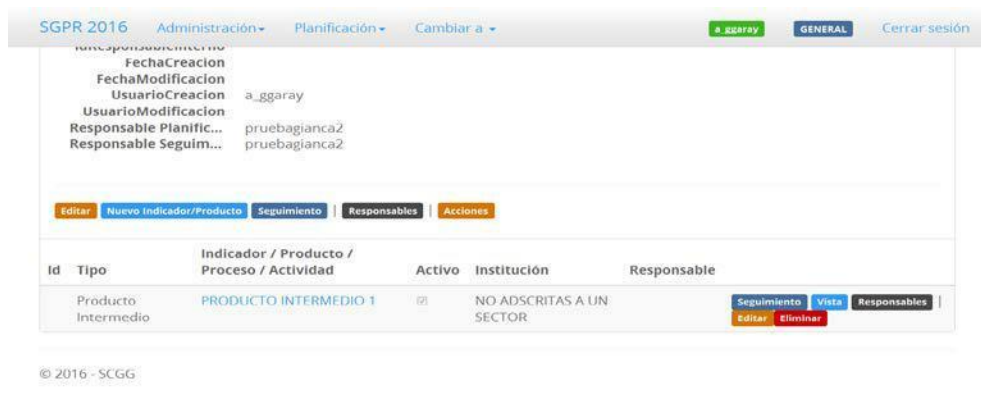 SGPR 2016 Administración Planificación Cambiar a a_ggaray GENERAL Cerrar sesión
IdResponsableInterno
FechaCreacion
FechaModificacion
UsuarioCreacion a_ggaray
UsuarioModificacion
Responsable Planific... pruebagianca2
Responsable Seguim... pruebagianca2
Editar Nuevo Indicador/Producto Seguimiento | Responsables | Acciones
Indicador / Producto /
Id Tipo Proceso / Actividad Activo Institución Responsable
Producto PRODUCTO INTERMEDIO 1 NO ADSCRITAS A UN Seguimiento Vista Responsables |
Intermedio SECTOR Editar Eliminar
© 2016 - SCGG